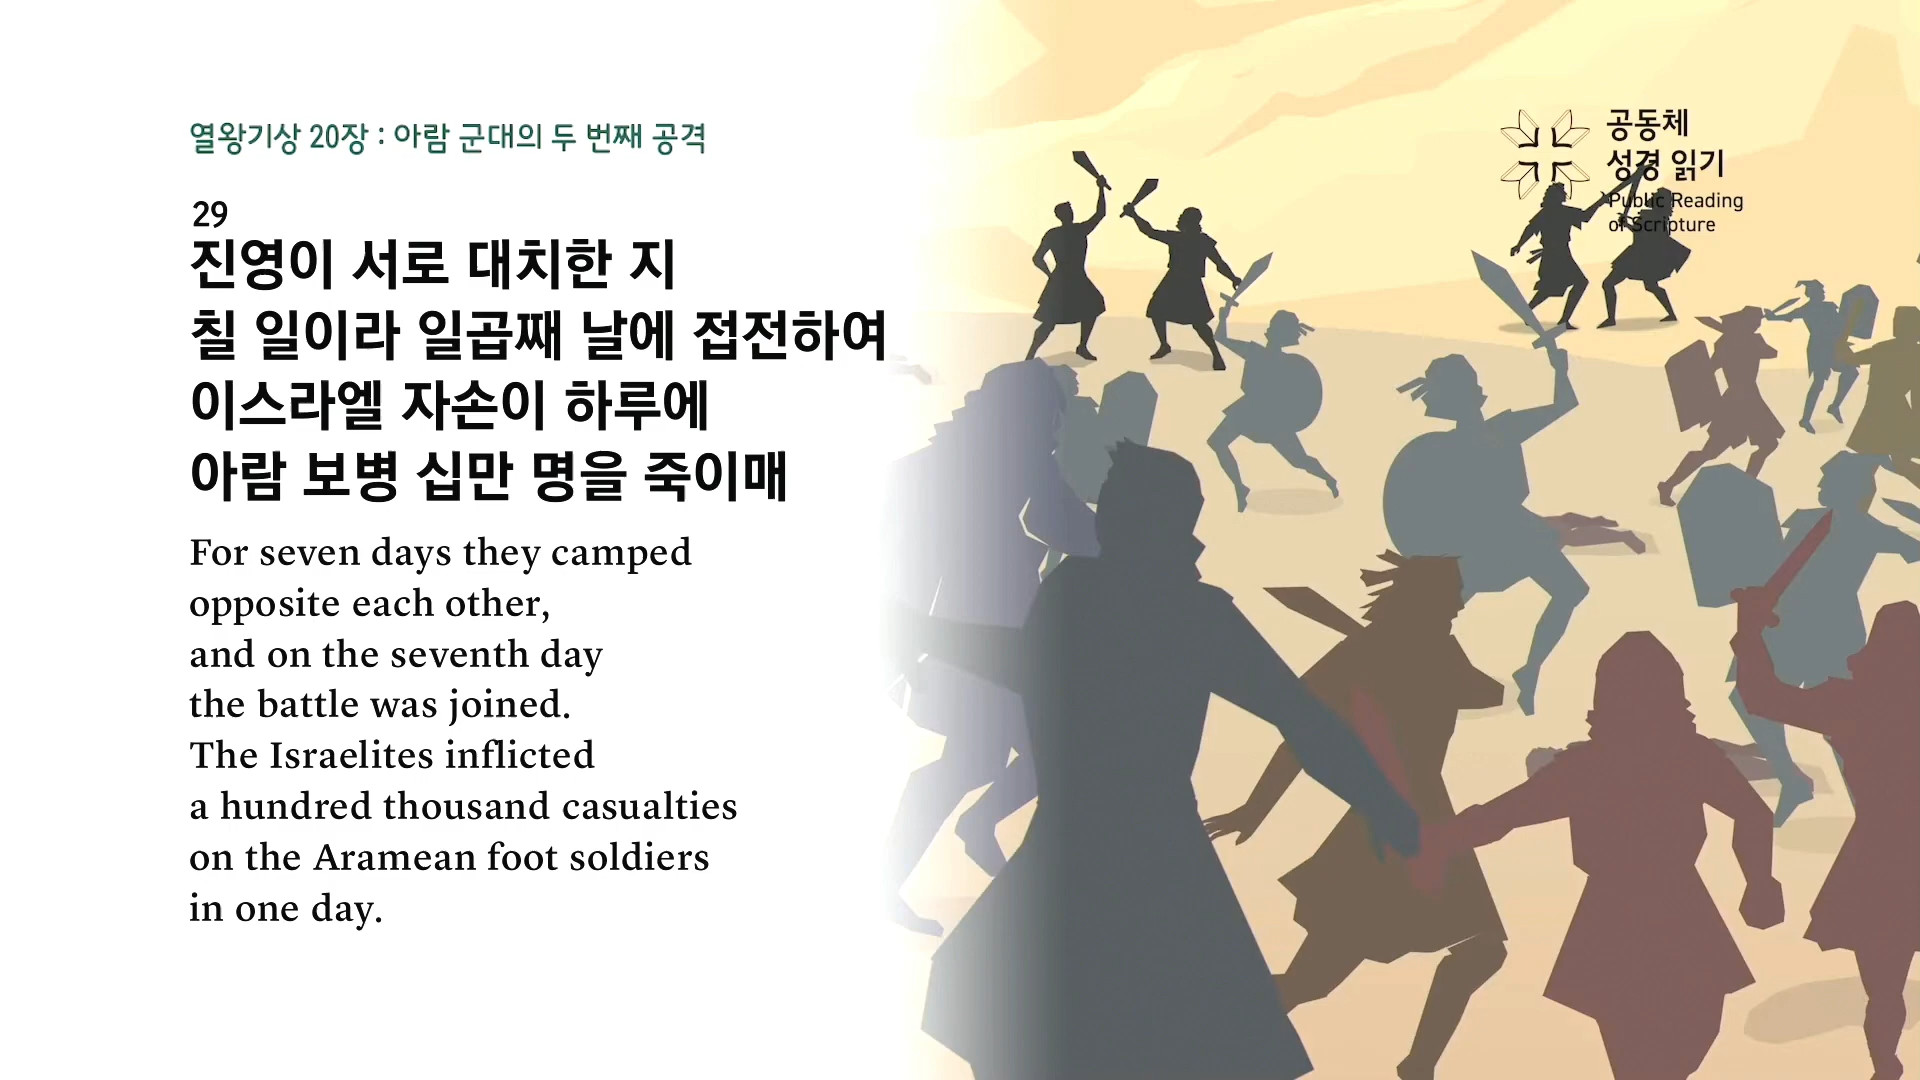 열왕기상 20장 : 아람 군대의 두 번째 공격
29
진영이 서로 대치한 지
칠 일이라 일곱째 날에 접전하여
이스라엘 자손이 하루에
아람 보병 십만 명을 죽이매
For seven days they camped
opposite each other,
and on the seventh day
the battle was joined.
The Israelites inflicted
a hundred thousand casualties
on the Aramean foot soldiers
in one day.
공동체
성경 읽기
Public Reading
of Scripture